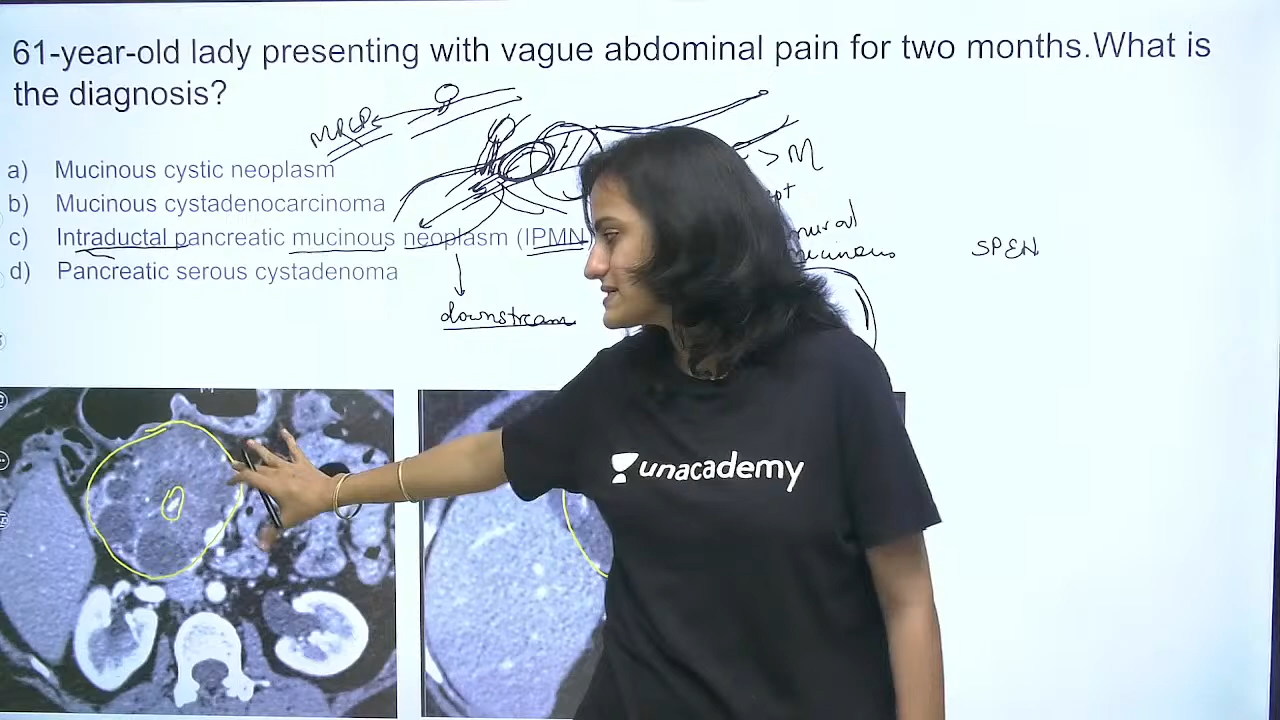 61-year-old lady presenting with vague abdominal pain for two months.What is
the diagnosis?
MRCP
a) Mucinous cystic neoplasm
> M
b) Mucinous cystadenocarcinoma
c) Intraductal pancreatic mucinous neoplasm (IPMN)
mural
SPEN
d) Pancreatic serous cystadenoma
downstream
unacademy